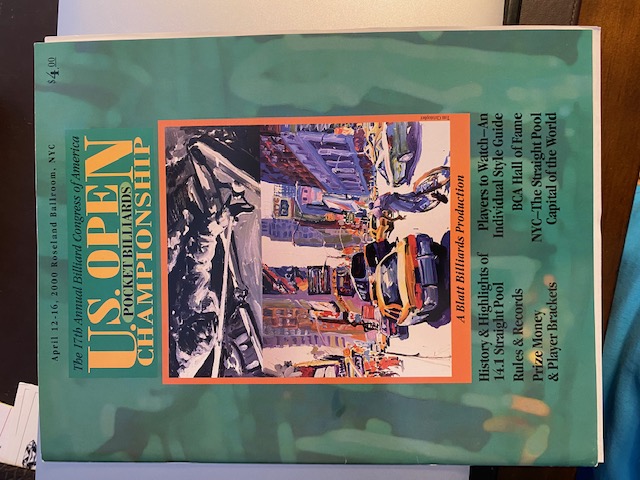 $4.00
April 12-16, 2000 Roseland Ballroom, NYC
The 17th Annual Billiard Congress of America
U.S. OPEN
POCKET BILLIARDS
CHAMPIONSHIP
A Blatt Billiards Production
History & Highlights of
14.1 Straight Pool
Rules & Records
Prize Money
& Player Brackets
Players to Watch–An
Individual Style Guide
BCA Hall of Fame
NYC–The Straight Pool
Capital of the World